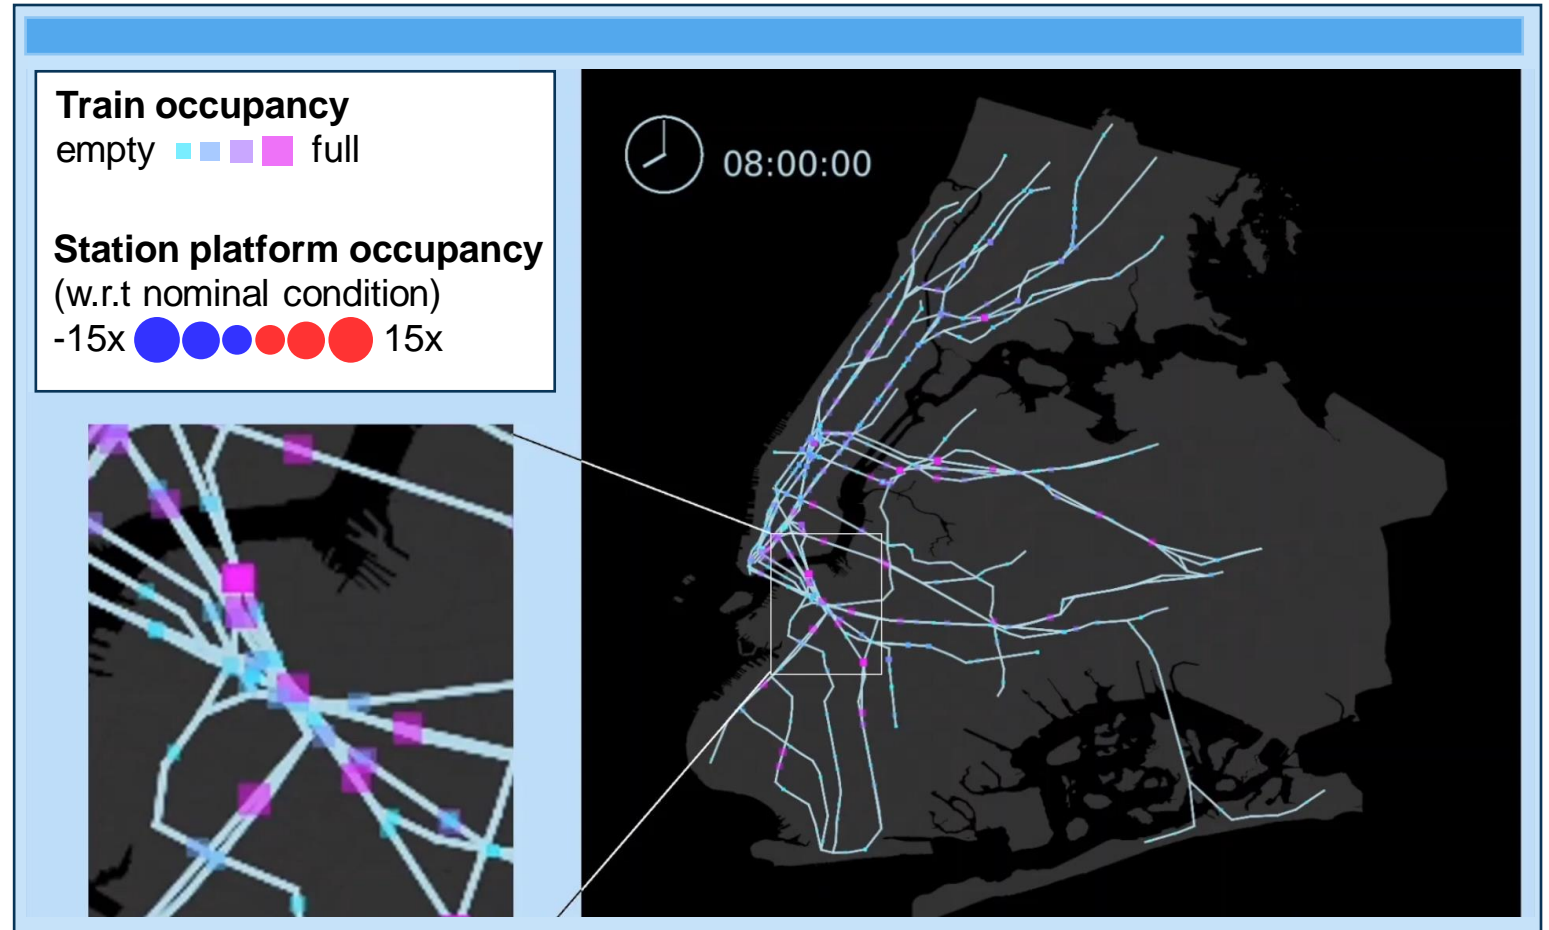 Train occupancy
empty full
Station platform occupancy
(w.r.t nominal condition)
-15x 15x
08:00:00